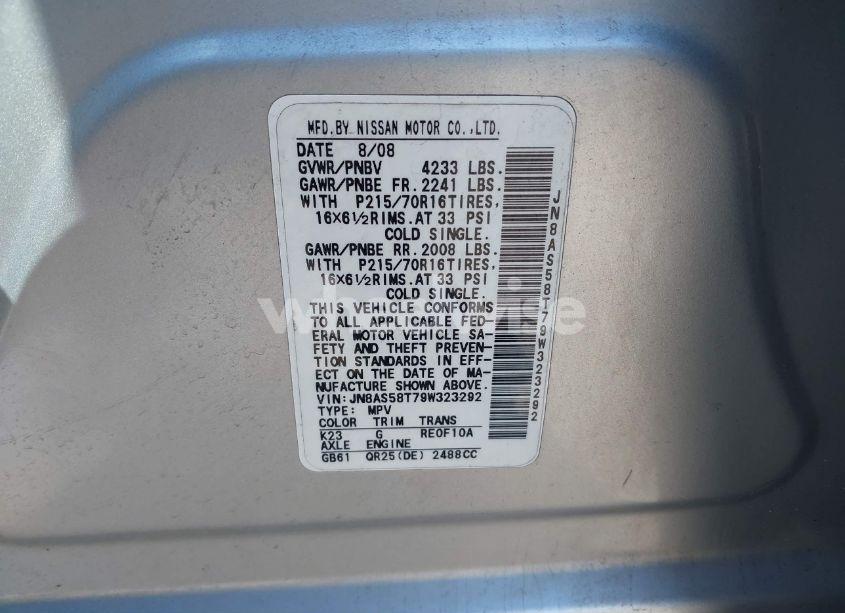 MFD.BY NISSAN MOTOR CO.,LTD.
DATE 8/08
GVWR/PNBV 4233 LBS.
GAWR/PNBE FR. 2241 LBS.
WITH P215/70R16TIRES,
16X6½RIMS.AT 33 PSI
COLD SINGLE.
GAWR/PNBE RR. 2008 LBS.
WITH P215/70R16TIRES,
16X6½RIMS.AT 33 PSI
COLD SINGLE.
THIS VEHICLE CONFORMS
TO ALL APPLICABLE FED-
ERAL MOTOR VEHICLE SA-
FETY AND THEFT PREVEN-
TION STANDARDS IN EFF-
ECT ON THE DATE OF MA-
NUFACTURE SHOWN ABOVE.
VIN: JN8AS58T79W323292
TYPE: MPV
COLOR TRIM TRANS
K23 G RE0F10A
AXLE ENGINE
GB61 QR25(DE) 2488CC
JN8AS58T79W323292